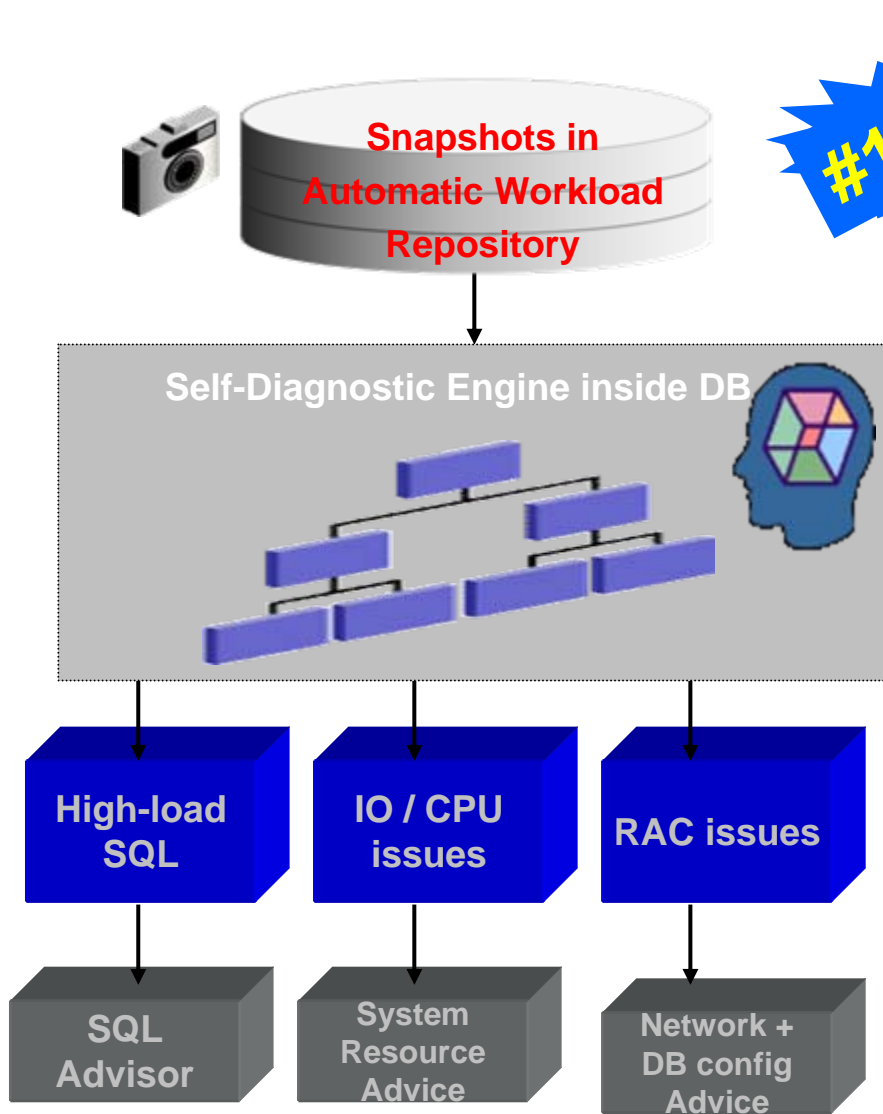 Snapshots in
Automatic Workload
Repository
#1
Self-Diagnostic Engine inside DB
High-load
SQL
IO / CPU
issues
RAC issues
SQL
Advisor
System
Resource
Advice
Network +
DB config
Advice